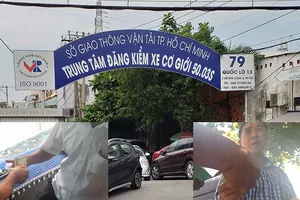 SỞ GIAO THÔNG VẬN TẢI TP. HỒ CHÍ MINH
TRUNG TÂM ĐĂNG KIỂM XE CƠ GIỚI 50.03S
VR
ISO 9001
79
QUỐC LỘ 13